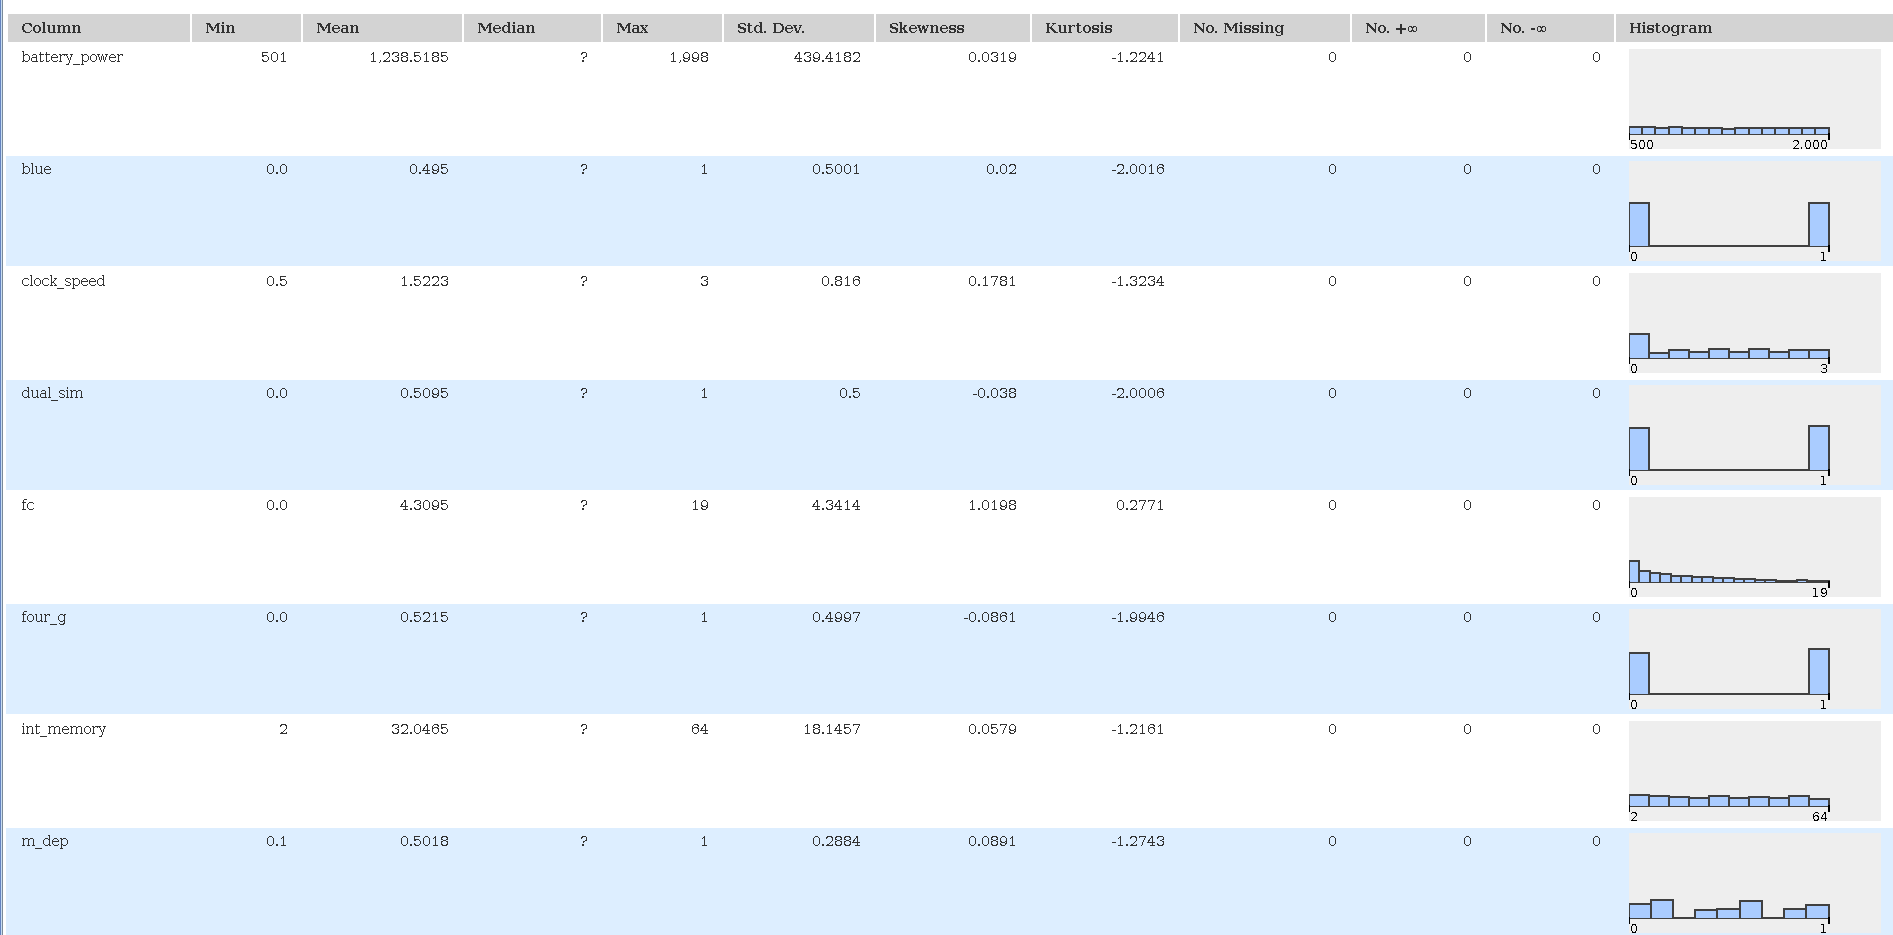 Column Min Mean Median Max Std. Dev. Skewness Kurtosis No. Missing No. +∞ No. -∞ Histogram
battery_power 501 1,238.5185 ? 1,998 439.4182 0.0319 -1.2241 0 0 0
500 2.000
blue 0.0 0.495 ? 1 0.5001 0.02 -2.0016 0 0 0
0 1
clock_speed 0.5 1.5223 ? 3 0.816 0.1781 -1.3234 0 0 0
0 3
dual_sim 0.0 0.5095 ? 1 0.5 -0.038 -2.0006 0 0 0
0 1
fc 0.0 4.3095 ? 19 4.3414 1.0198 0.2771 0 0 0
0 19
four_g 0.0 0.5215 ? 1 0.4997 -0.0861 -1.9946 0 0 0
0 1
int_memory 2 32.0465 ? 64 18.1457 0.0579 -1.2161 0 0 0
2 64
m_dep 0.1 0.5018 ? 1 0.2884 0.0891 -1.2743 0 0 0
0 1